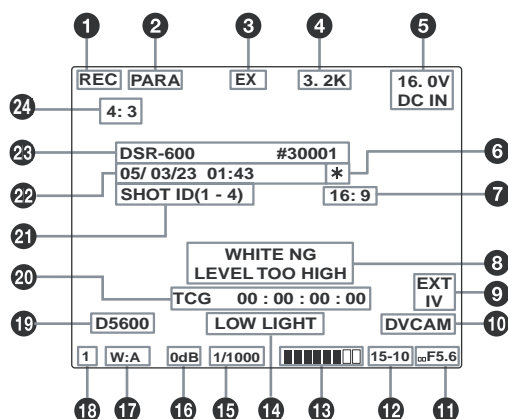 1 2 3 4 5
REC PARA EX 3. 2K 16. 0V
DC IN
24 4: 3
23 DSR-600 #30001
22 05/ 03/23 01:43 * 6
21 SHOT ID(1 - 4) 16: 9 7
WHITE NG
LEVEL TOO HIGH 8
20 TCG 00 : 00 : 00 : 00 EXT
IV 9
19 D5600 LOW LIGHT DVCAM 10
1 W:A 0dB 1/1000 15-10 ∞F5.6
18 17 16 15 14 13 12 11